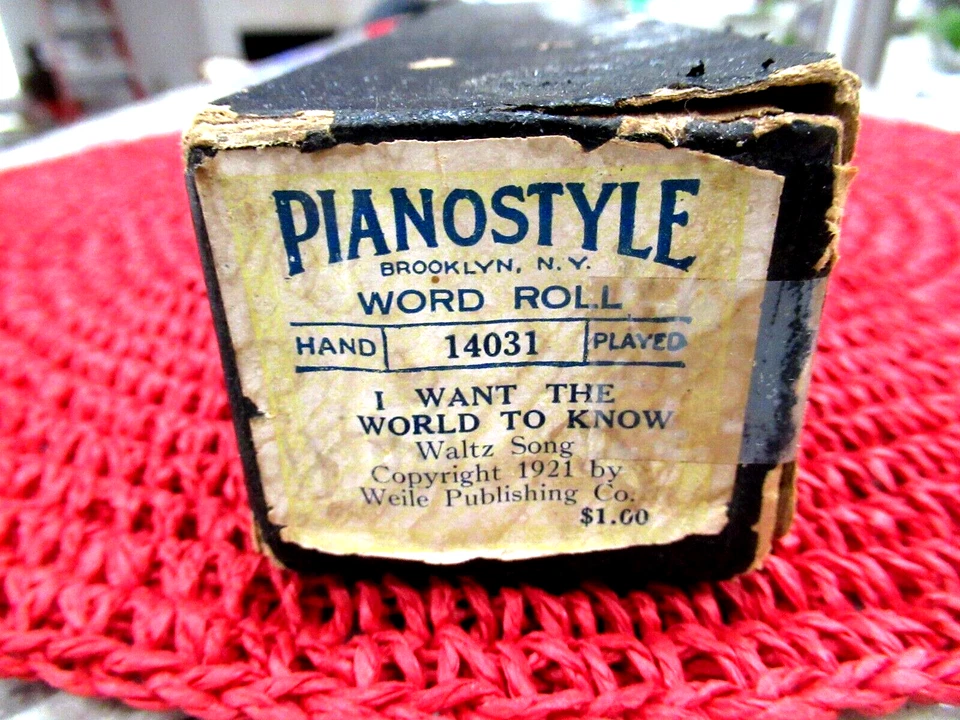 PIANOSTYLE
BROOKLYN, N.Y.
WORD ROLL
HAND 14031 PLAYED
I WANT THE
WORLD TO KNOW
Waltz Song
Copyright 1921 by
Weile Publishing Co.
$1.00